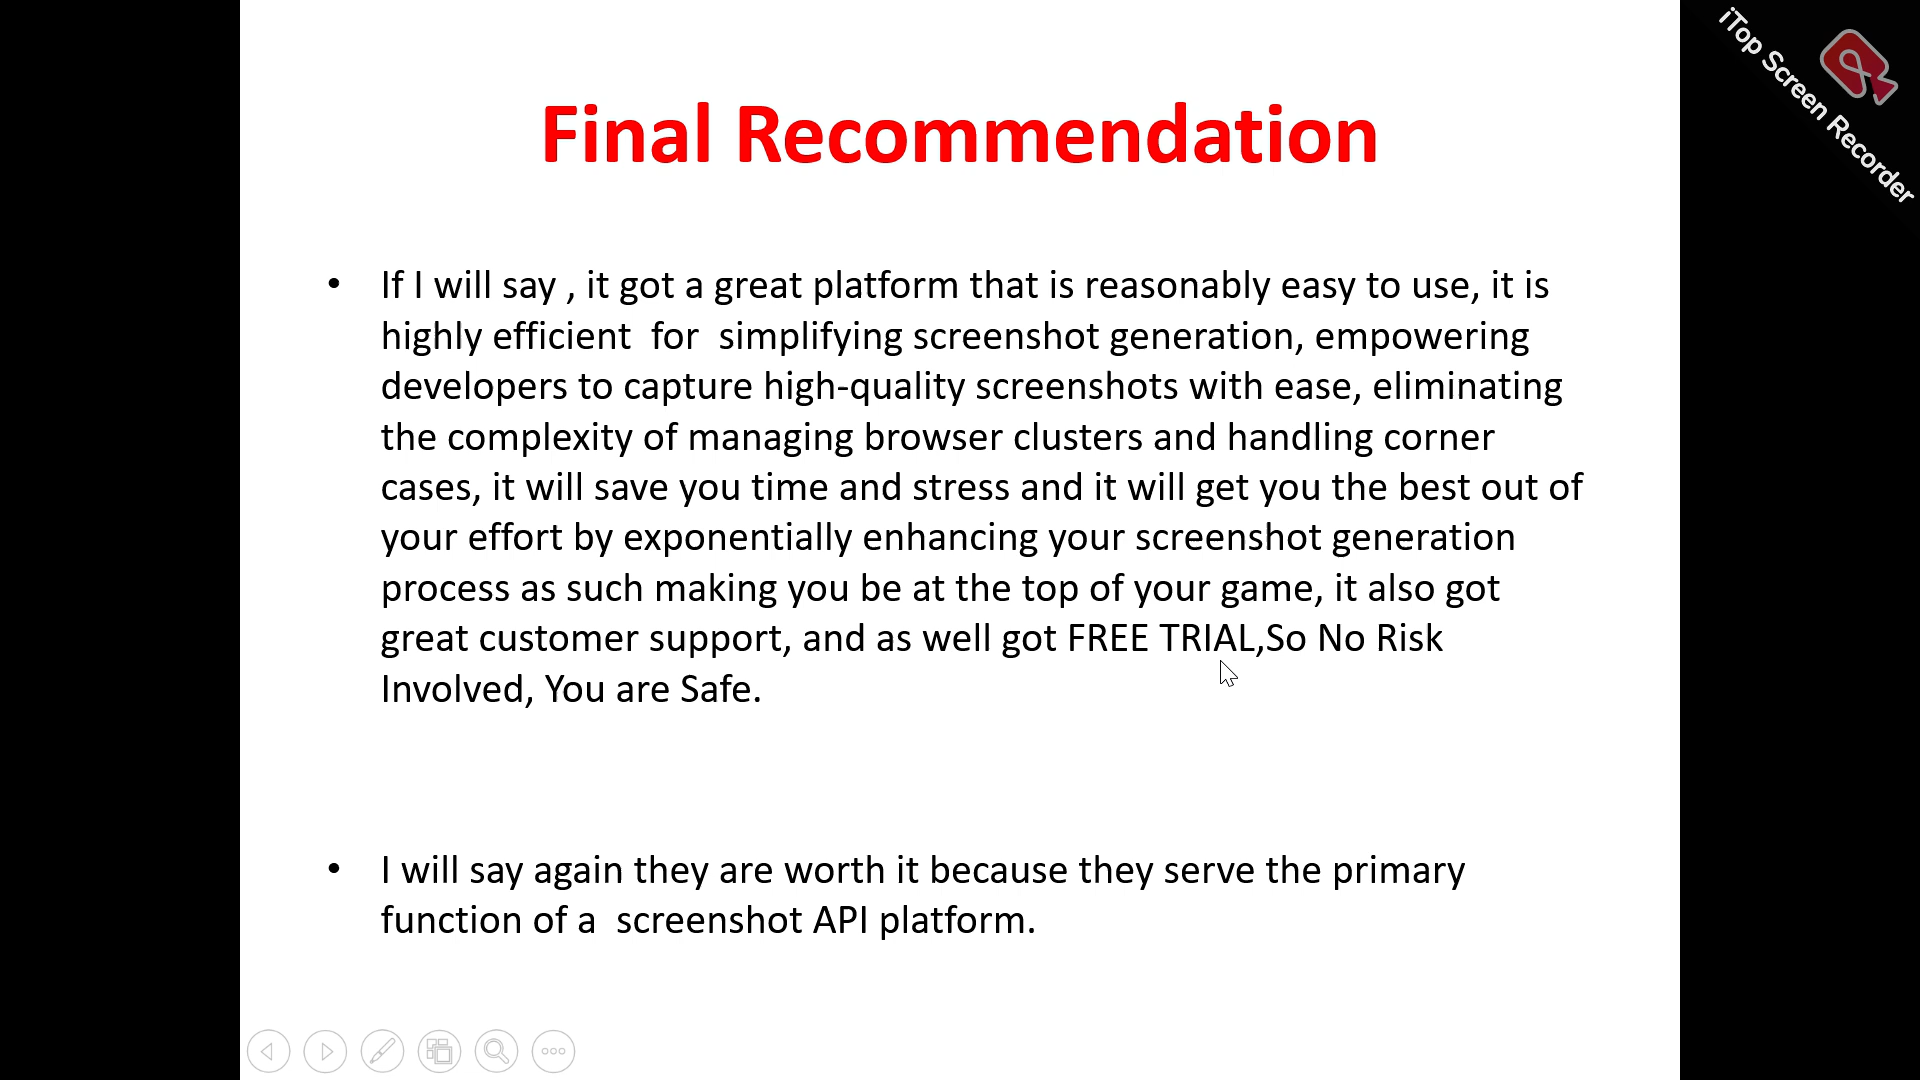 iTop Screen Recorder
Final Recommendation
• If I will say , it got a great platform that is reasonably easy to use, it is
highly efficient  for  simplifying screenshot generation, empowering
developers to capture high-quality screenshots with ease, eliminating
the complexity of managing browser clusters and handling corner
cases, it will save you time and stress and it will get you the best out of
your effort by exponentially enhancing your screenshot generation
process as such making you be at the top of your game, it also got
great customer support, and as well got FREE TRIAL,So No Risk
Involved, You are Safe.
• I will say again they are worth it because they serve the primary
function of a  screenshot API platform.